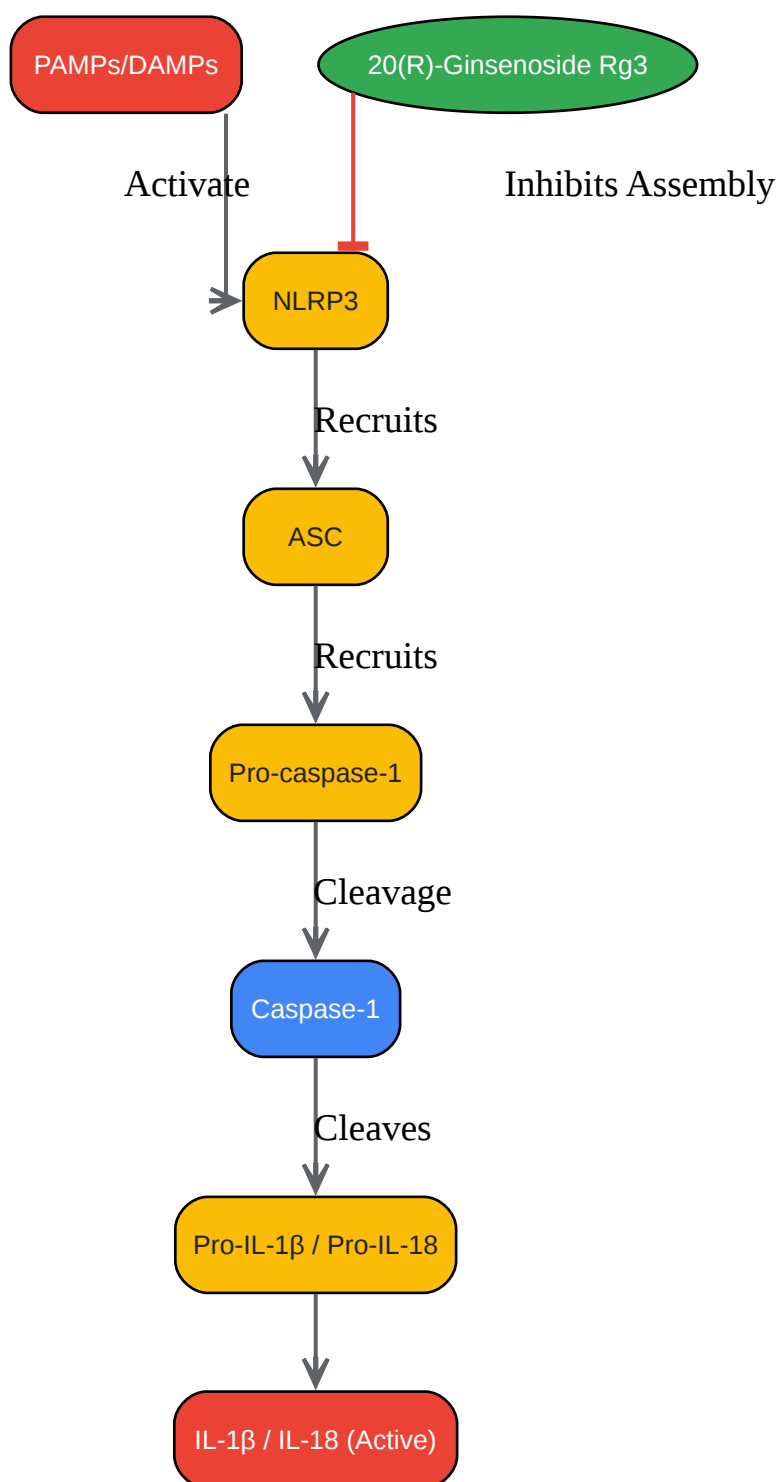 PAMPs/DAMPs
20(R)-Ginsenoside Rg3
Activate
Inhibits Assembly
NLRP3
Recruits
ASC
Recruits
Pro-caspase-1
Cleavage
Caspase-1
Cleaves
Pro-IL-1β / Pro-IL-18
IL-1β / IL-18 (Active)